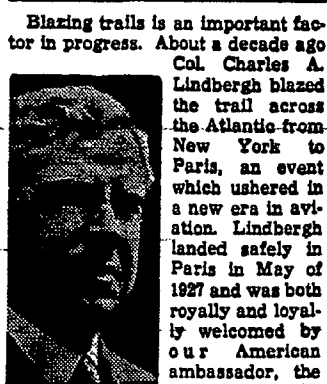 Blazing trails is an important fac-
tor in progress. About a decade ago
Col. Charles A.
Lindbergh blazed
the trail across
the Atlantic from
New York to
Paris, an event
which ushered in
a new era in avi-
ation. Lindbergh
landed safely in
Paris in May of
1927 and was both
royally and loyal-
ly welcomed by
our American
ambassador, the